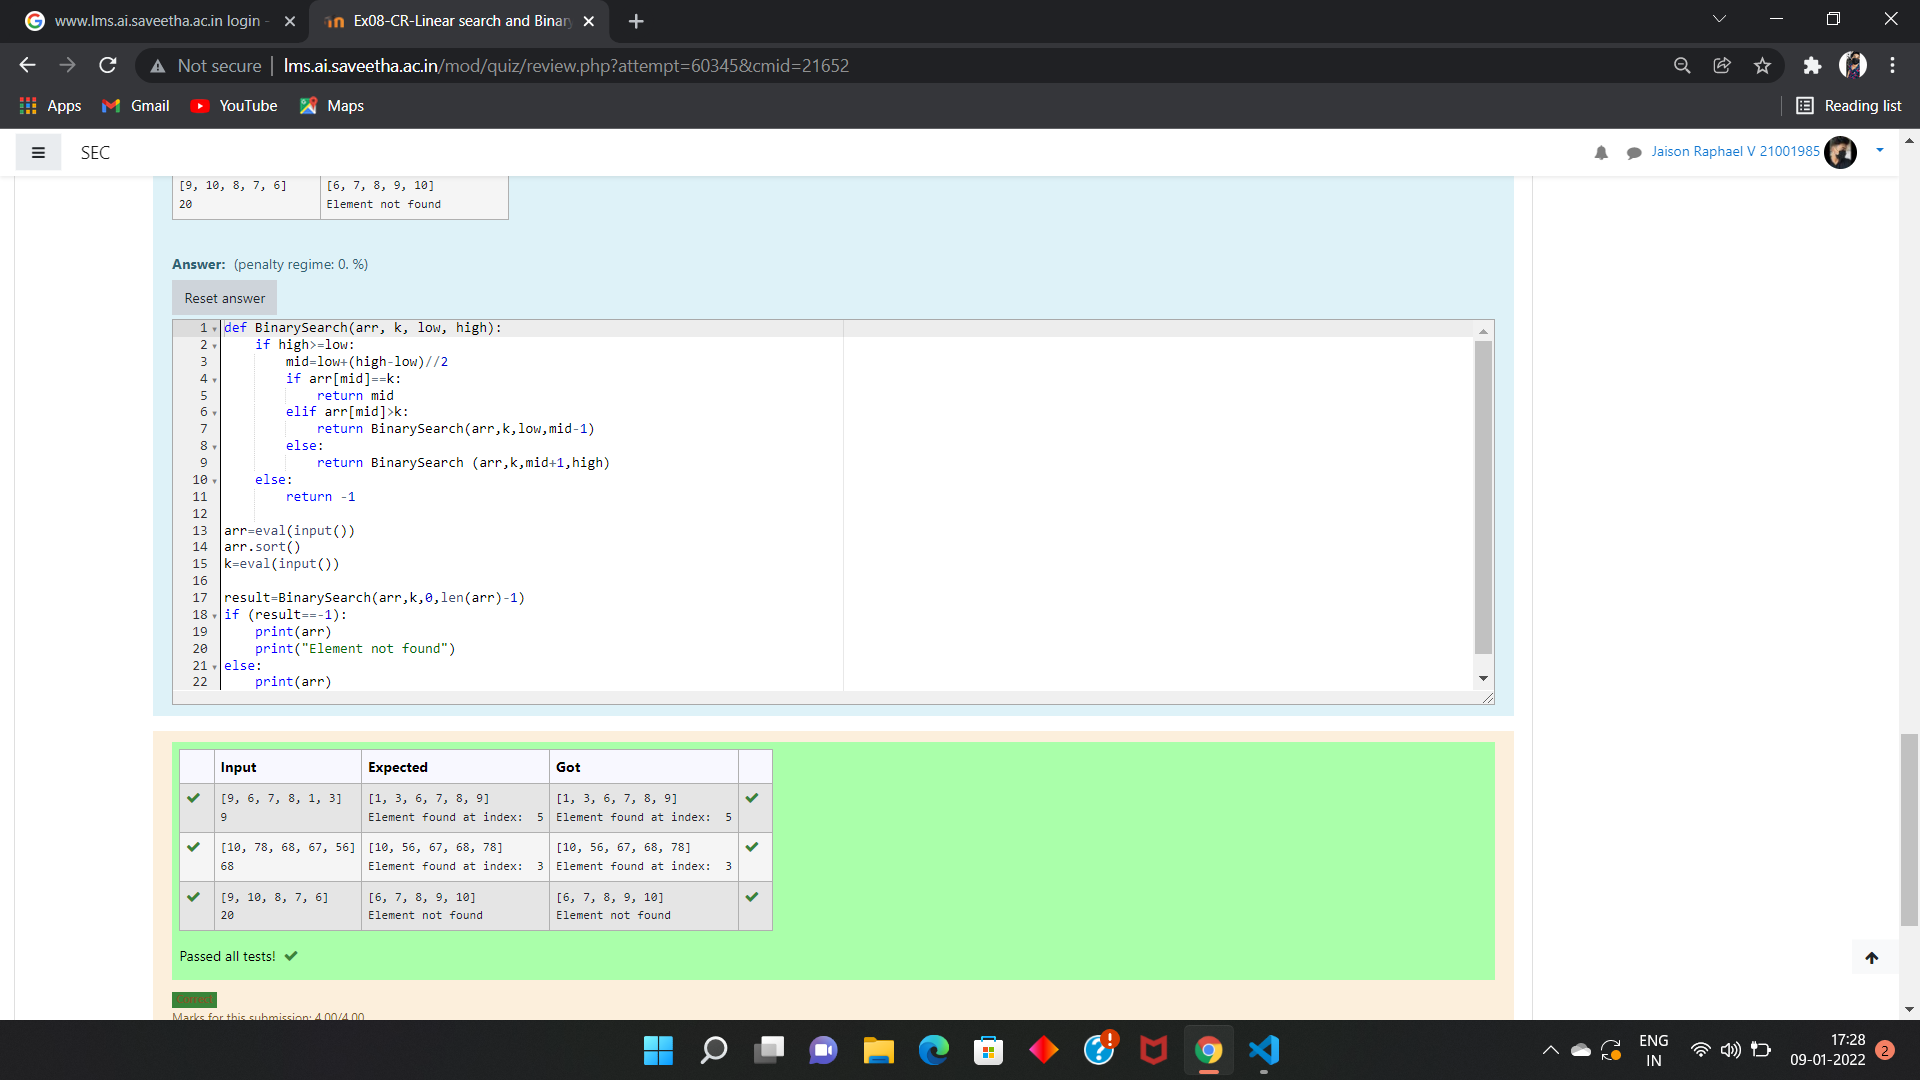 www.lms.ai.saveetha.ac.in login -
Ex08-CR-Linear search and Binar
Not secure | lms.ai.saveetha.ac.in/mod/quiz/review.php?attempt=60345&cmid=21652
Apps Gmail YouTube Maps Reading list
SEC Jaison Raphael V 21001985
[9, 10, 8, 7, 6] [6, 7, 8, 9, 10]
20 Element not found
Answer: (penalty regime: 0. %)
Reset answer
1 def BinarySearch(arr, k, low, high):
2     if high>=low:
3         mid=low+(high-low)//2
4         if arr[mid]==k:
5             return mid
6         elif arr[mid]>k:
7             return BinarySearch(arr,k,low,mid-1)
8         else:
9             return BinarySearch (arr,k,mid+1,high)
10     else:
11         return -1
12
13 arr=eval(input())
14 arr.sort()
15 k=eval(input())
16
17 result=BinarySearch(arr,k,0,len(arr)-1)
18 if (result==-1):
19     print(arr)
20     print("Element not found")
21 else:
22     print(arr)
Input Expected Got
[9, 6, 7, 8, 1, 3] [1, 3, 6, 7, 8, 9] [1, 3, 6, 7, 8, 9]
9 Element found at index:  5 Element found at index:  5
[10, 78, 68, 67, 56] [10, 56, 67, 68, 78] [10, 56, 67, 68, 78]
68 Element found at index:  3 Element found at index:  3
[9, 10, 8, 7, 6] [6, 7, 8, 9, 10] [6, 7, 8, 9, 10]
20 Element not found Element not found
Passed all tests!
Correct
Marks for this submission: 4.00/4.00.
ENG 17:28
IN 09-01-2022 2